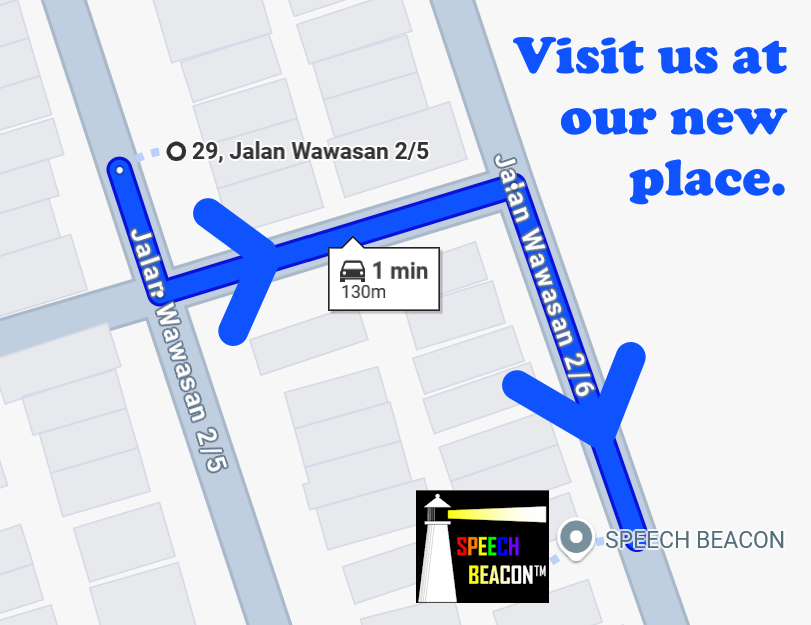 Visit us at
our new
place.
29, Jalan Wawasan 2/5
Jalan Wawasan 2/6
Jalan Wawasan 2/5
1 min
130m
SPEECH
BEACON™
SPEECH BEACON